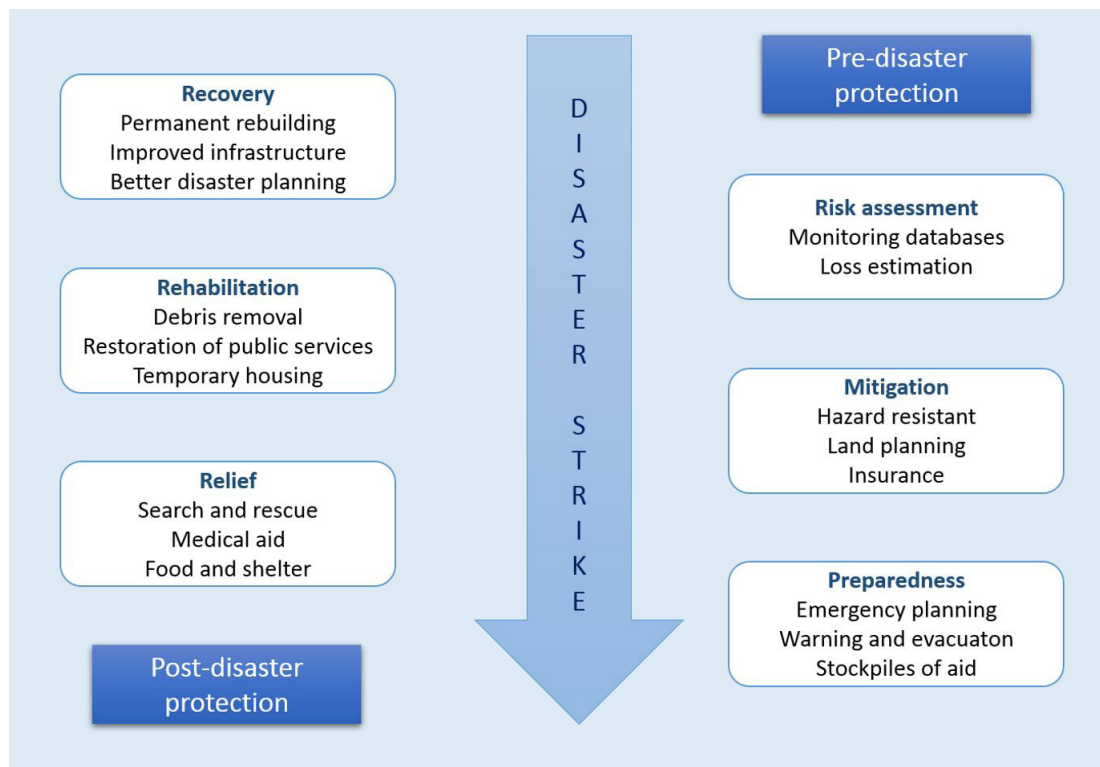 Recovery
Permanent rebuilding
Improved infrastructure
Better disaster planning
Rehabilitation
Debris removal
Restoration of public services
Temporary housing
Relief
Search and rescue
Medical aid
Food and shelter
Post-disaster
protection
D
I
S
A
S
T
E
R
S
T
R
I
K
E
Pre-disaster
protection
Risk assessment
Monitoring databases
Loss estimation
Mitigation
Hazard resistant
Land planning
Insurance
Preparedness
Emergency planning
Warning and evacuaton
Stockpiles of aid